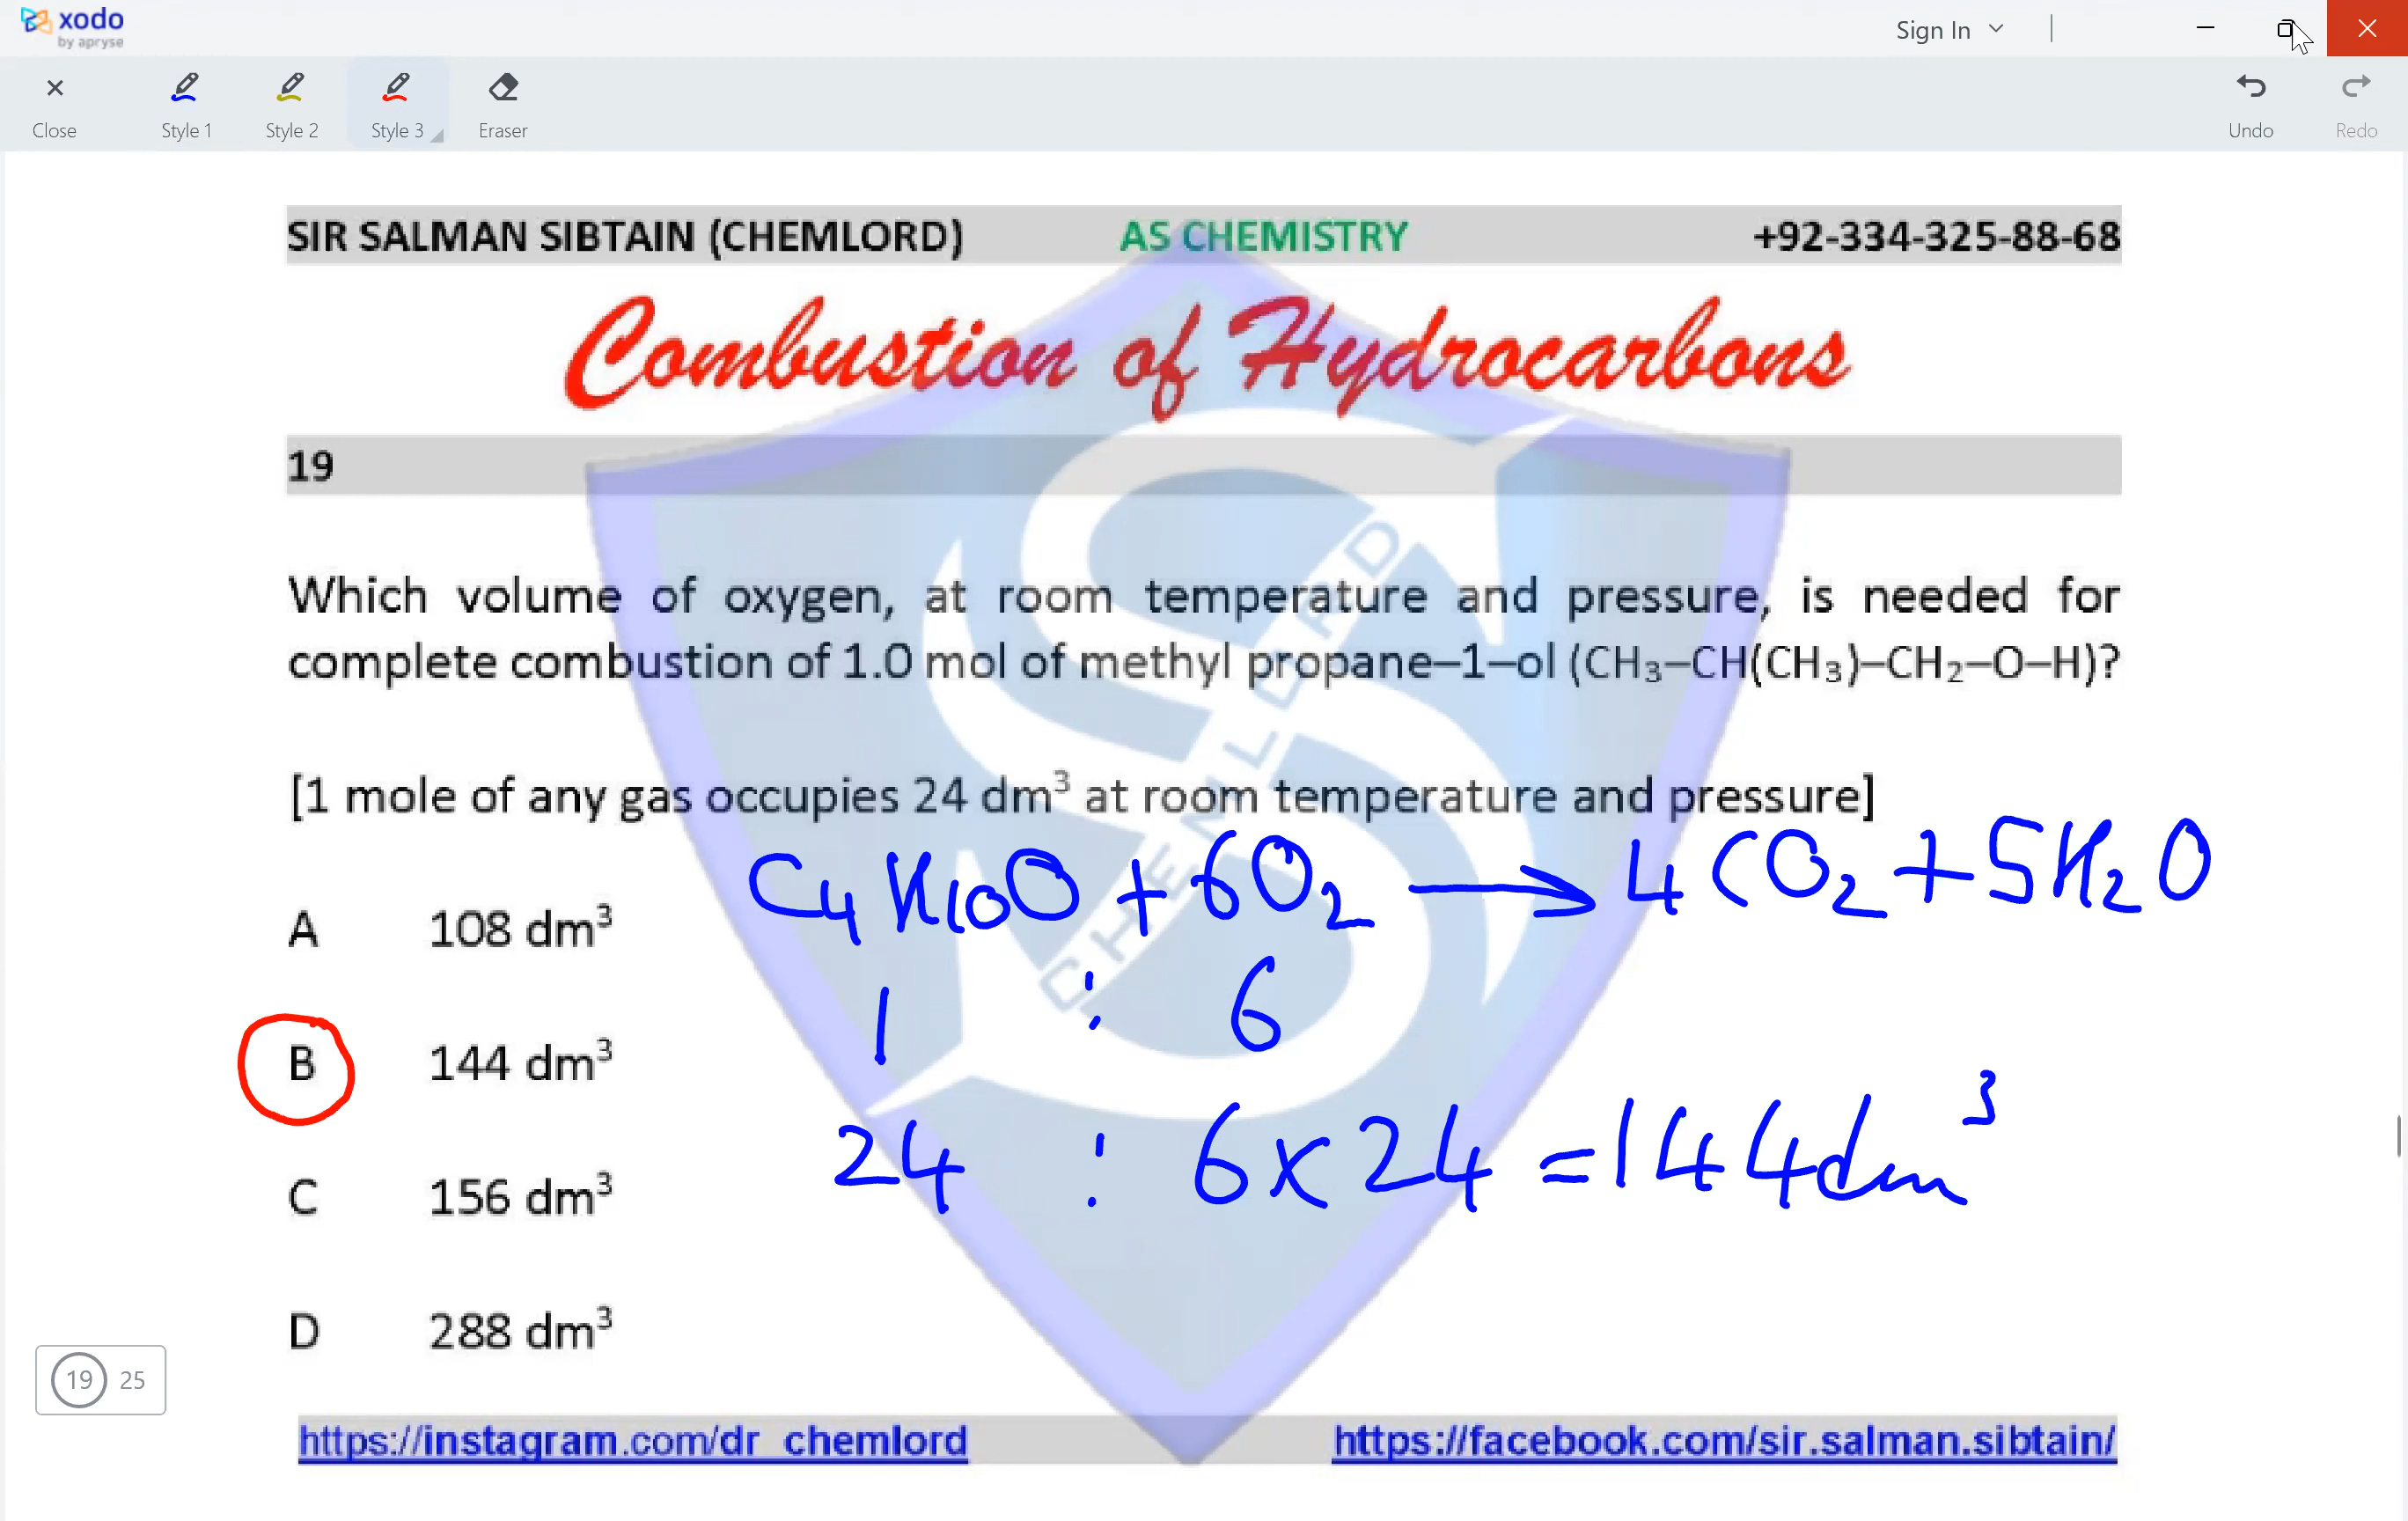 xodo
by apryse
Sign In
Close
Style 1
Style 2
Style 3
Eraser
Undo
Redo
SIR SALMAN SIBTAIN (CHEMLORD) AS CHEMISTRY +92-334-325-88-68
Combustion of Hydrocarbons
19
Which volume of oxygen, at room temperature and pressure, is needed for
complete combustion of 1.0 mol of methyl propane–1–ol (CH₃–CH(CH₃)–CH₂–O–H)?
[1 mole of any gas occupies 24 dm³ at room temperature and pressure]
C₄H₁₀O + 6O₂ → 4CO₂ + 5H₂O
1 : 6
24 : 6 x 24 = 144dm³
A 108 dm³
B 144 dm³
C 156 dm³
D 288 dm³
CHEMLORD
19 25
https://instagram.com/dr_chemlord https://facebook.com/sir.salman.sibtain/